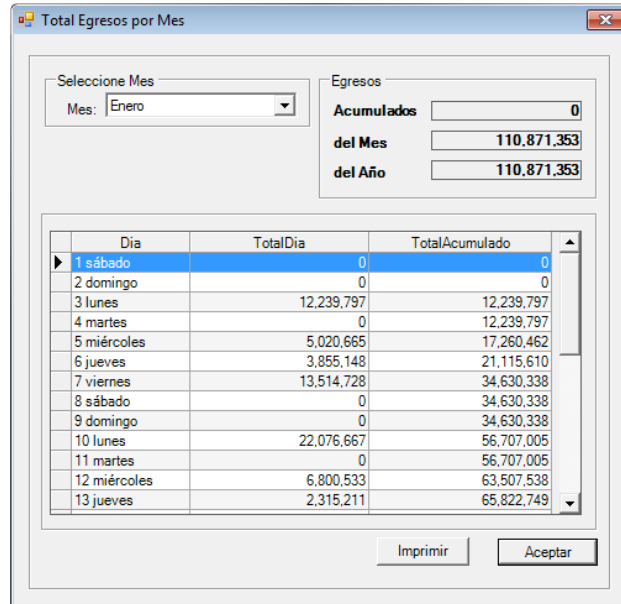 Total Egresos por Mes
Seleccione Mes
Mes: Enero
Egresos
Acumulados 0
del Mes 110,871,353
del Año 110,871,353
Dia TotalDia TotalAcumulado
1 sábado 0 0
2 domingo 0 0
3 lunes 12,239,797 12,239,797
4 martes 0 12,239,797
5 miércoles 5,020,665 17,260,462
6 jueves 3,855,148 21,115,610
7 viernes 13,514,728 34,630,338
8 sábado 0 34,630,338
9 domingo 0 34,630,338
10 lunes 22,076,667 56,707,005
11 martes 0 56,707,005
12 miércoles 6,800,533 63,507,538
13 jueves 2,315,211 65,822,749
Imprimir Aceptar